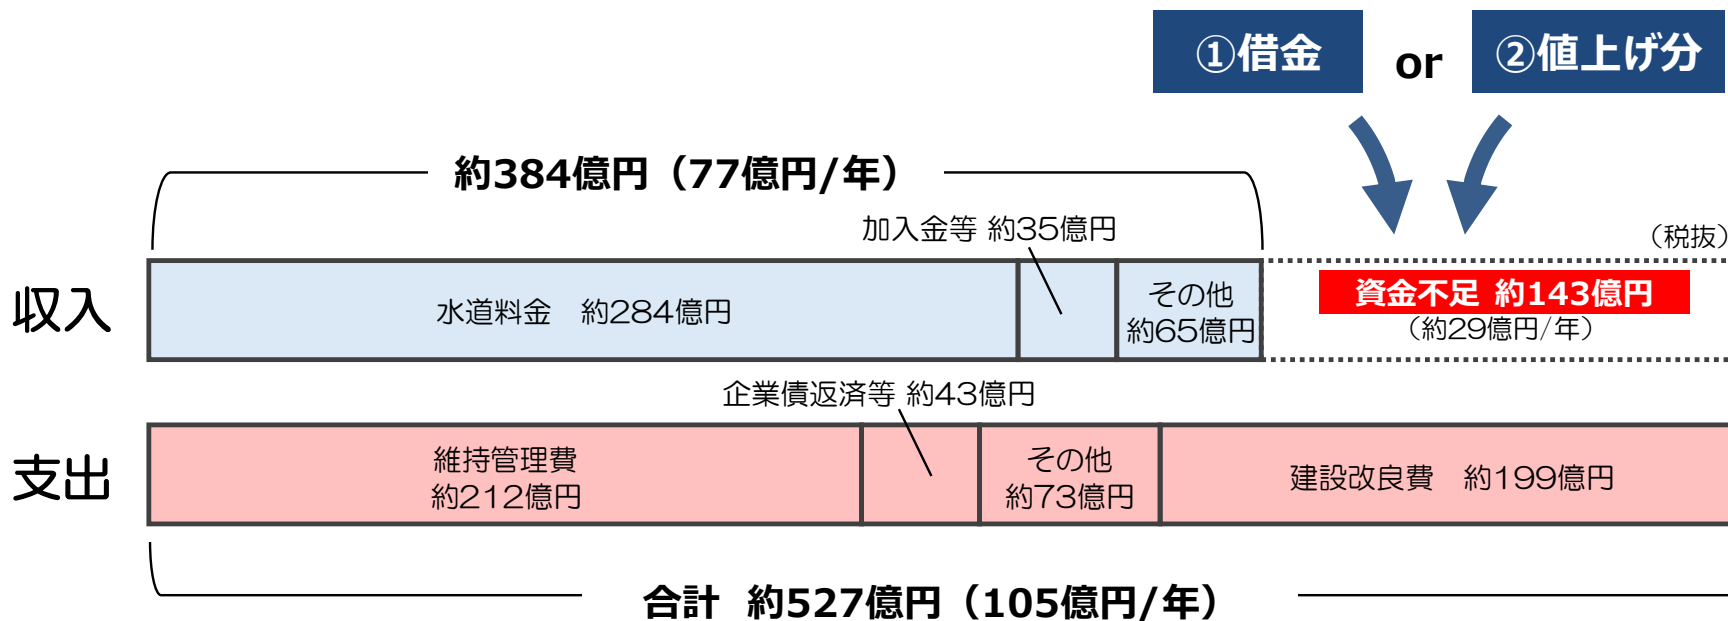 ①借金 or ②値上げ分
約384億円（77億円/年）
加入金等 約35億円
（税抜）
収入
水道料金　約284億円
その他
約65億円
資金不足 約143億円
（約29億円/年）
企業債返済等 約43億円
支出
維持管理費
約212億円
その他
約73億円
建設改良費　約199億円
合計 約527億円（105億円/年）